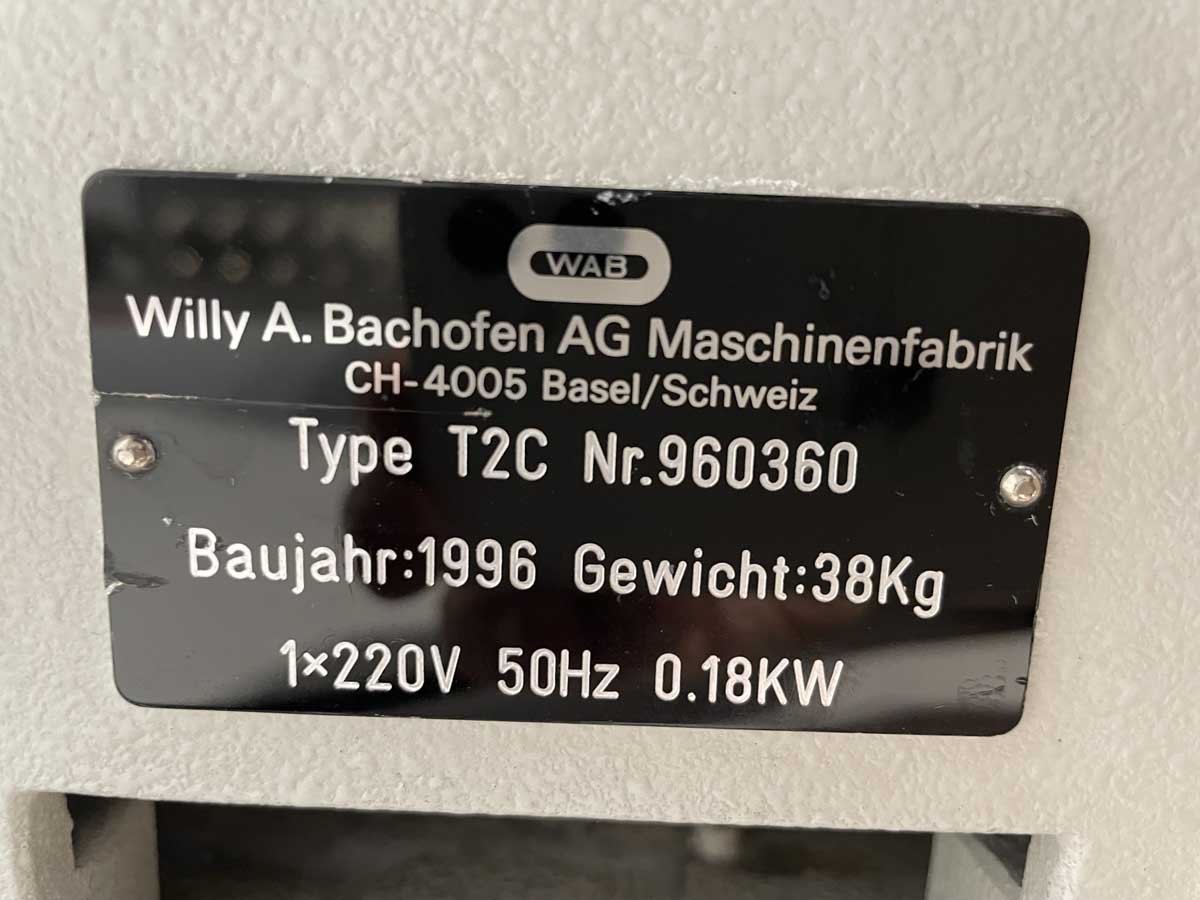 WAB
Willy A. Bachofen AG Maschinenfabrik
CH-4005 Basel/Schweiz
Type T2C Nr.960360
Baujahr:1996 Gewicht:38Kg
1×220V 50Hz 0.18KW